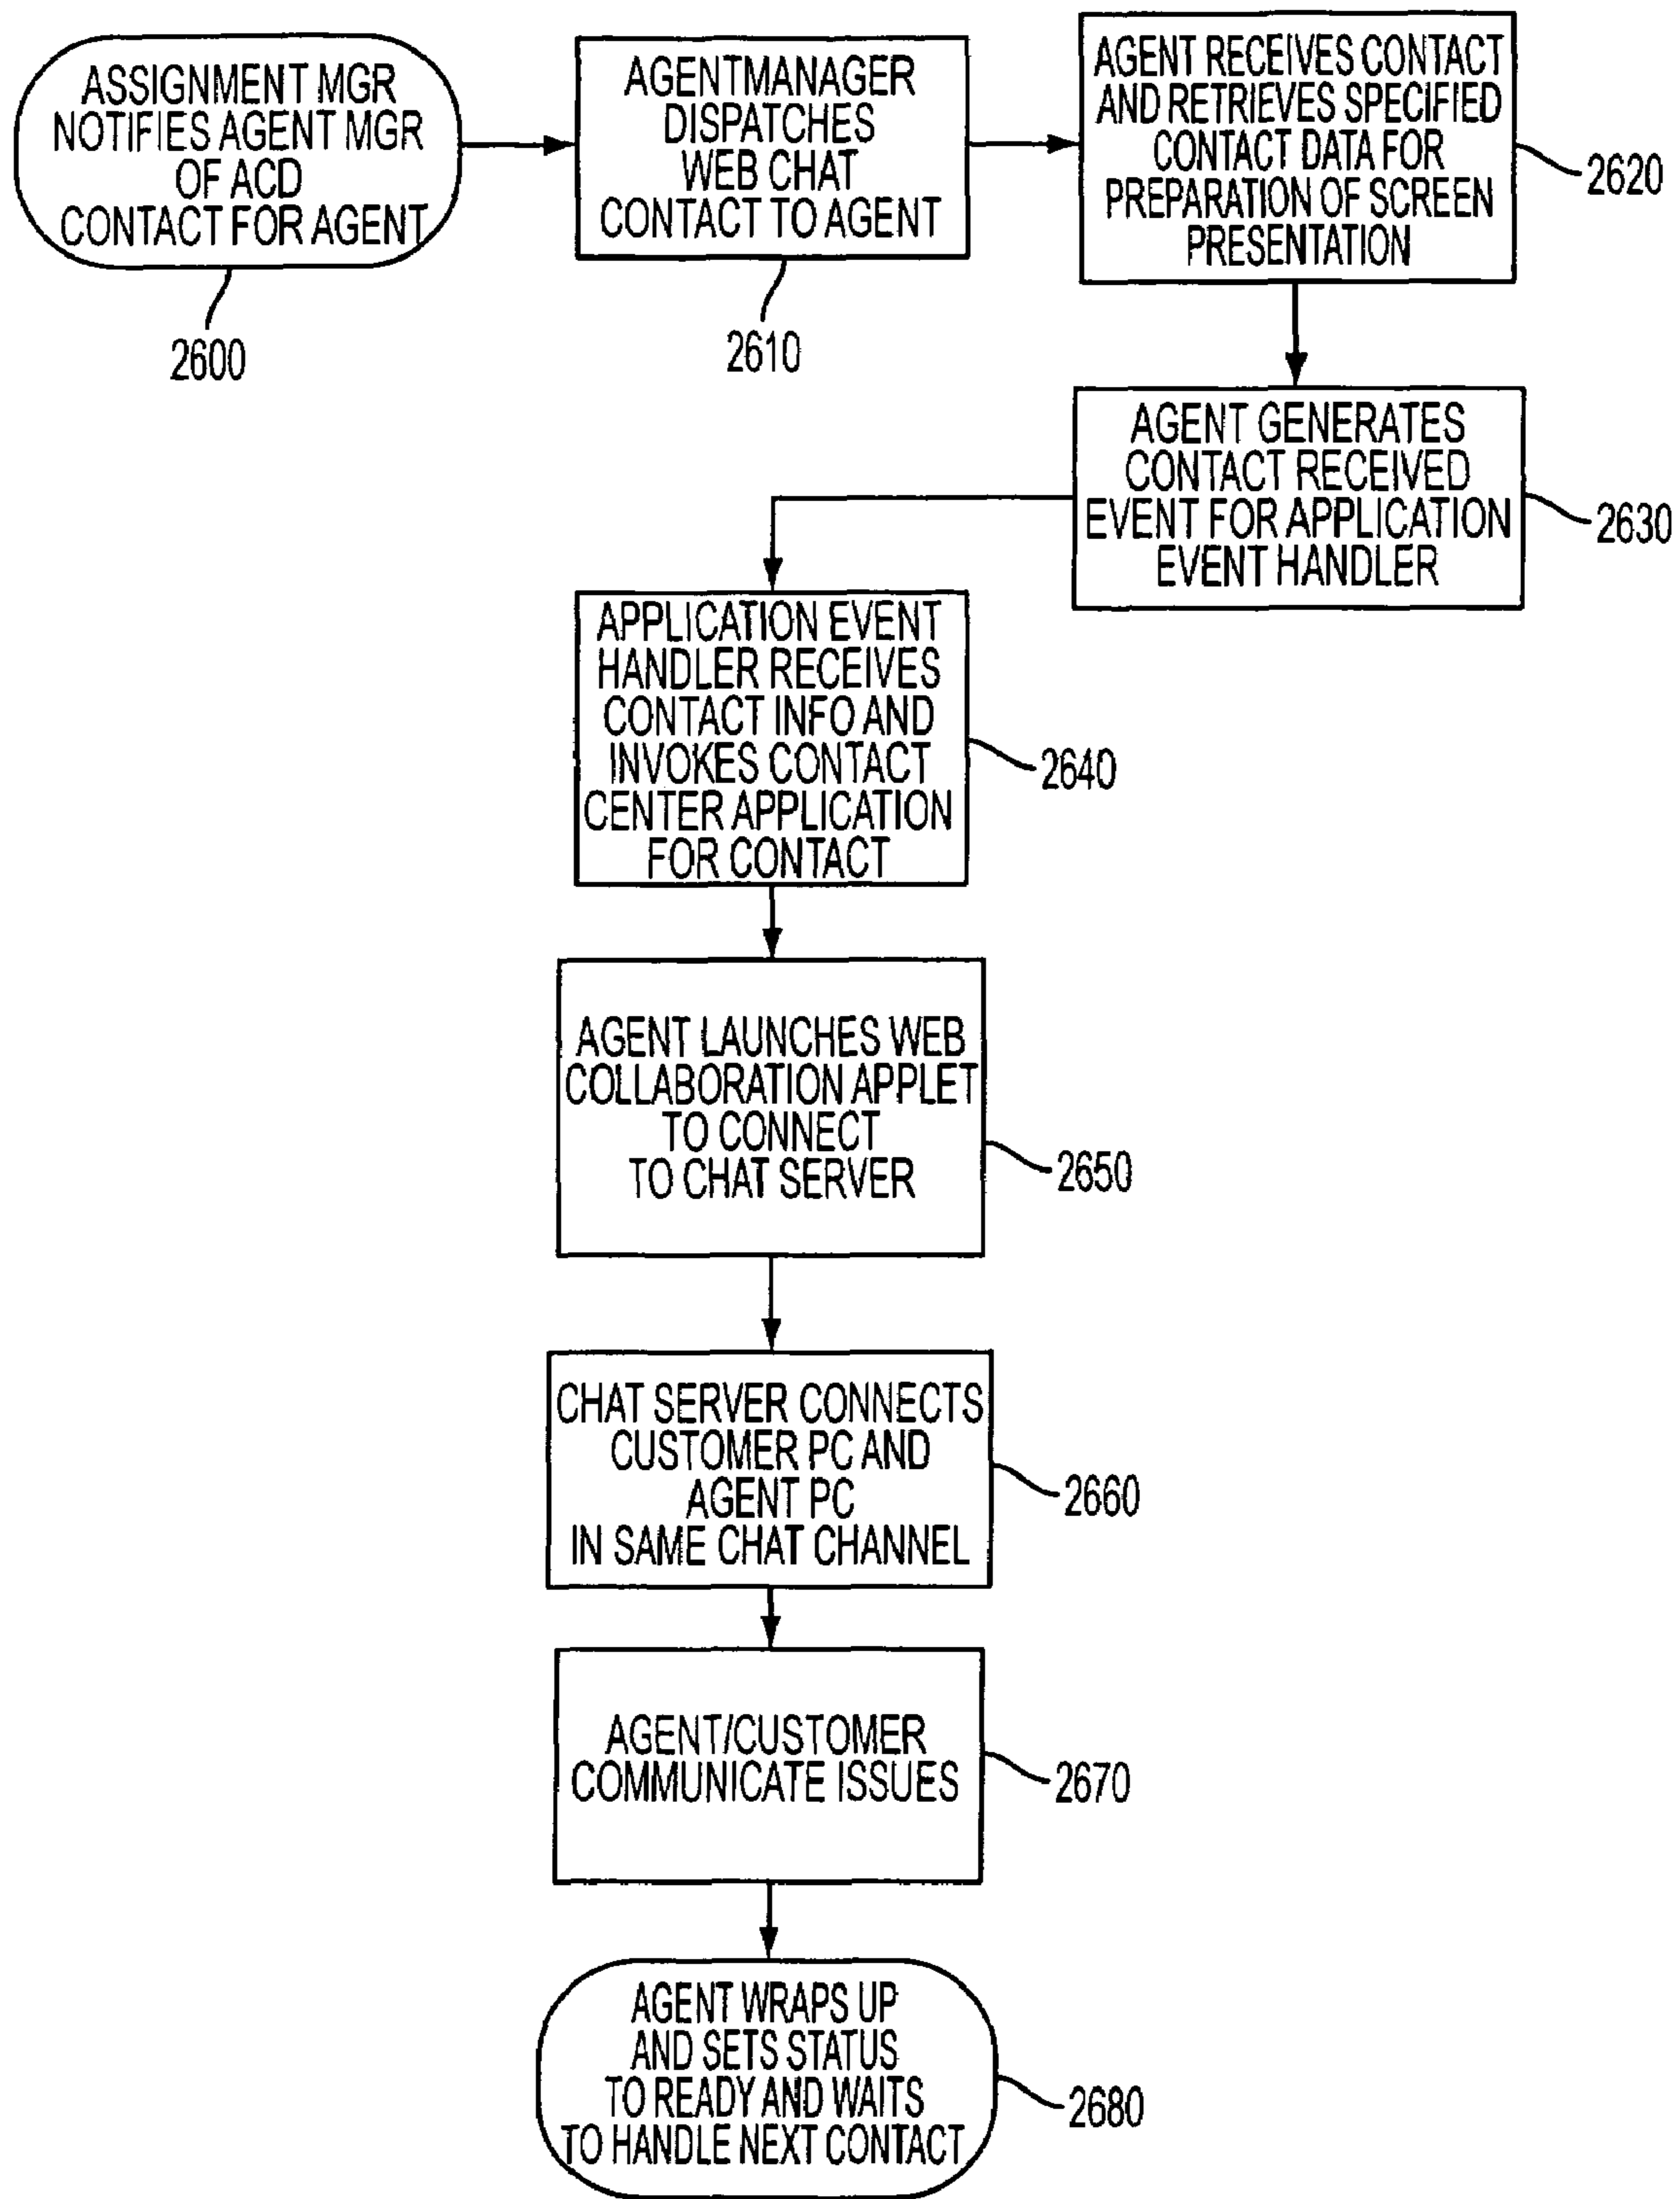 ASSIGNMENT MGR
NOTIFIES AGENT MGR
OF ACD
CONTACT FOR AGENT
2600
AGENTMANAGER
DISPATCHES
WEB CHAT
CONTACT TO AGENT
2610
AGENT RECEIVES CONTACT
AND RETRIEVES SPECIFIED
CONTACT DATA FOR
PREPARATION OF SCREEN
PRESENTATION
2620
AGENT GENERATES
CONTACT RECEIVED
EVENT FOR APPLICATION
EVENT HANDLER
2630
APPLICATION EVENT
HANDLER RECEIVES
CONTACT INFO AND
INVOKES CONTACT
CENTER APPLICATION
FOR CONTACT
2640
AGENT LAUNCHES WEB
COLLABORATION APPLET
TO CONNECT
TO CHAT SERVER
2650
CHAT SERVER CONNECTS
CUSTOMER PC AND
AGENT PC
IN SAME CHAT CHANNEL
2660
AGENT/CUSTOMER
COMMUNICATE ISSUES
2670
AGENT WRAPS UP
AND SETS STATUS
TO READY AND WAITS
TO HANDLE NEXT CONTACT
2680